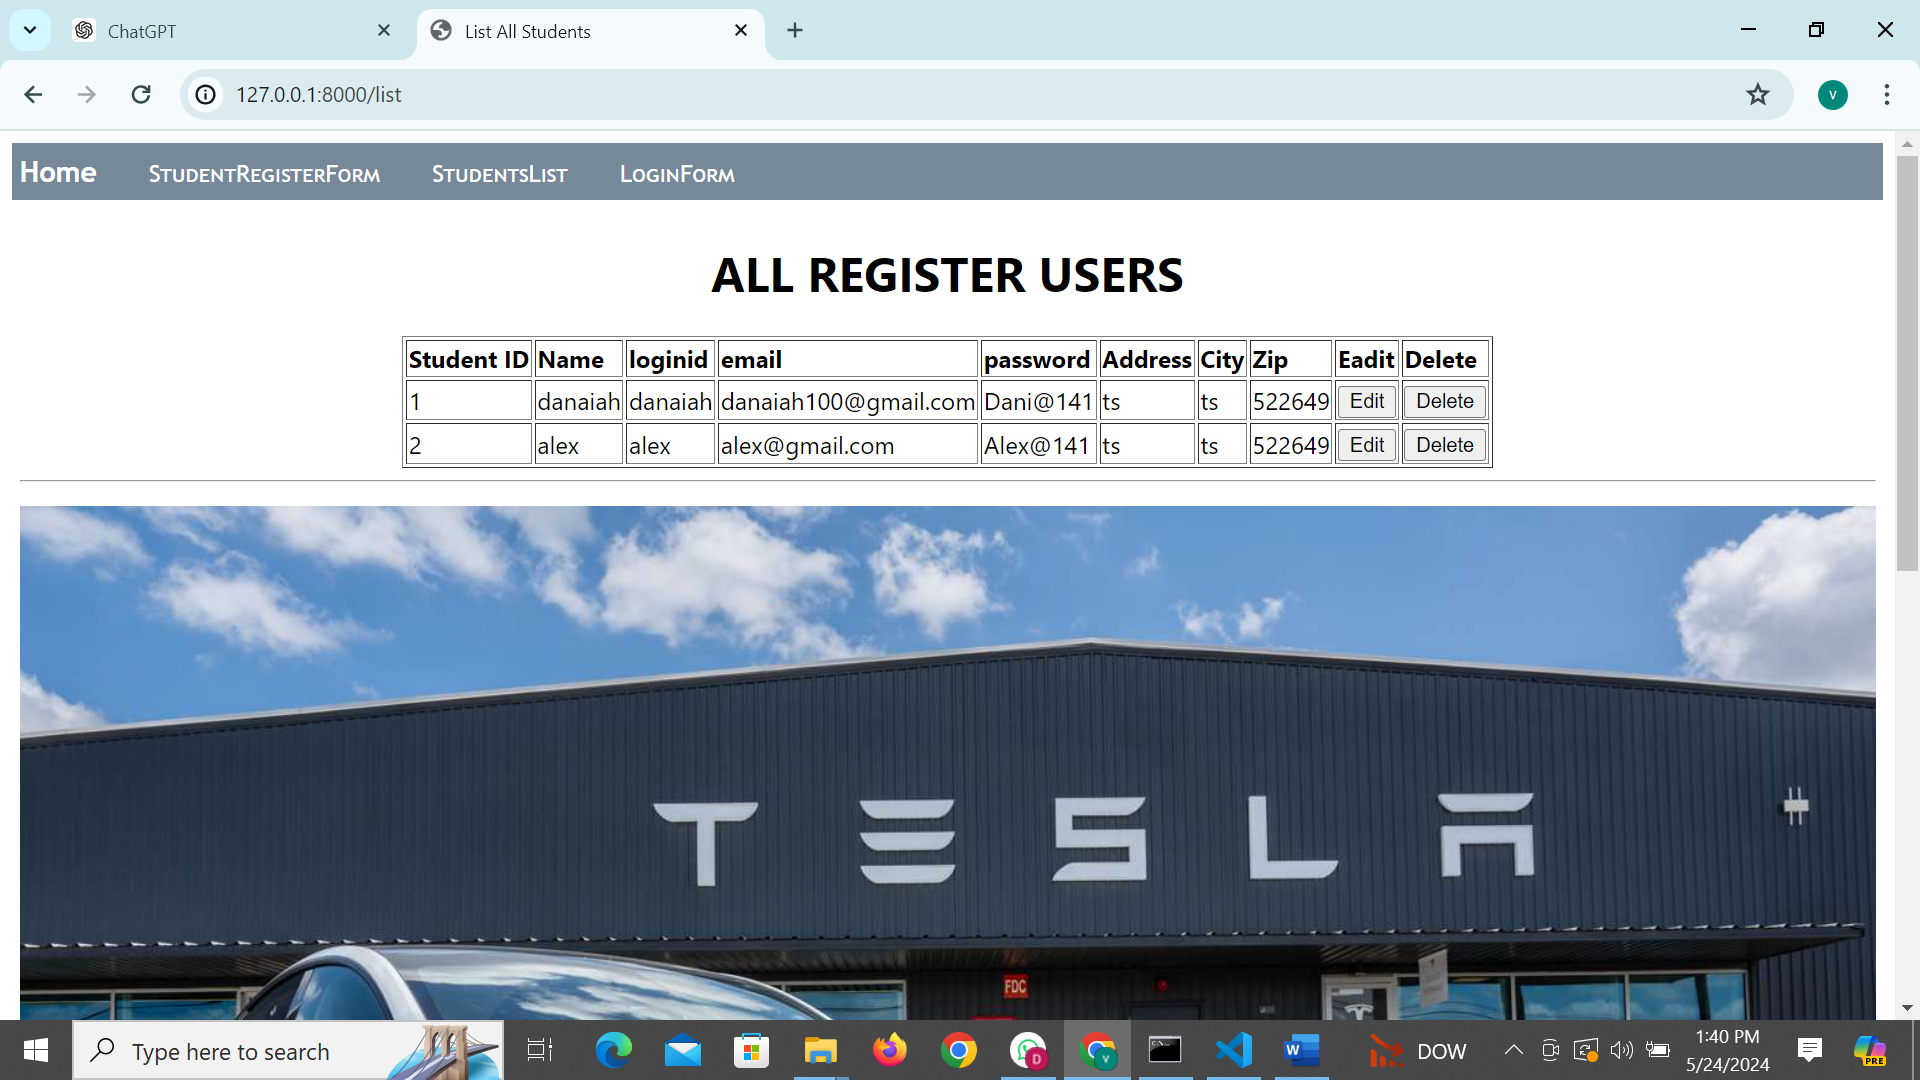 ChatGPT
List All Students
127.0.0.1:8000/list
V
Home StudentRegisterForm StudentsList LoginForm
ALL REGISTER USERS
Student ID Name loginid email password Address City Zip Eadit Delete
1 danaiah danaiah danaiah100@gmail.com Dani@141 ts ts 522649 Edit Delete
2 alex alex alex@gmail.com Alex@141 ts ts 522649 Edit Delete
TESLA
FDC
Type here to search
D
V
W
DOW
1:40 PM
5/24/2024
PRE